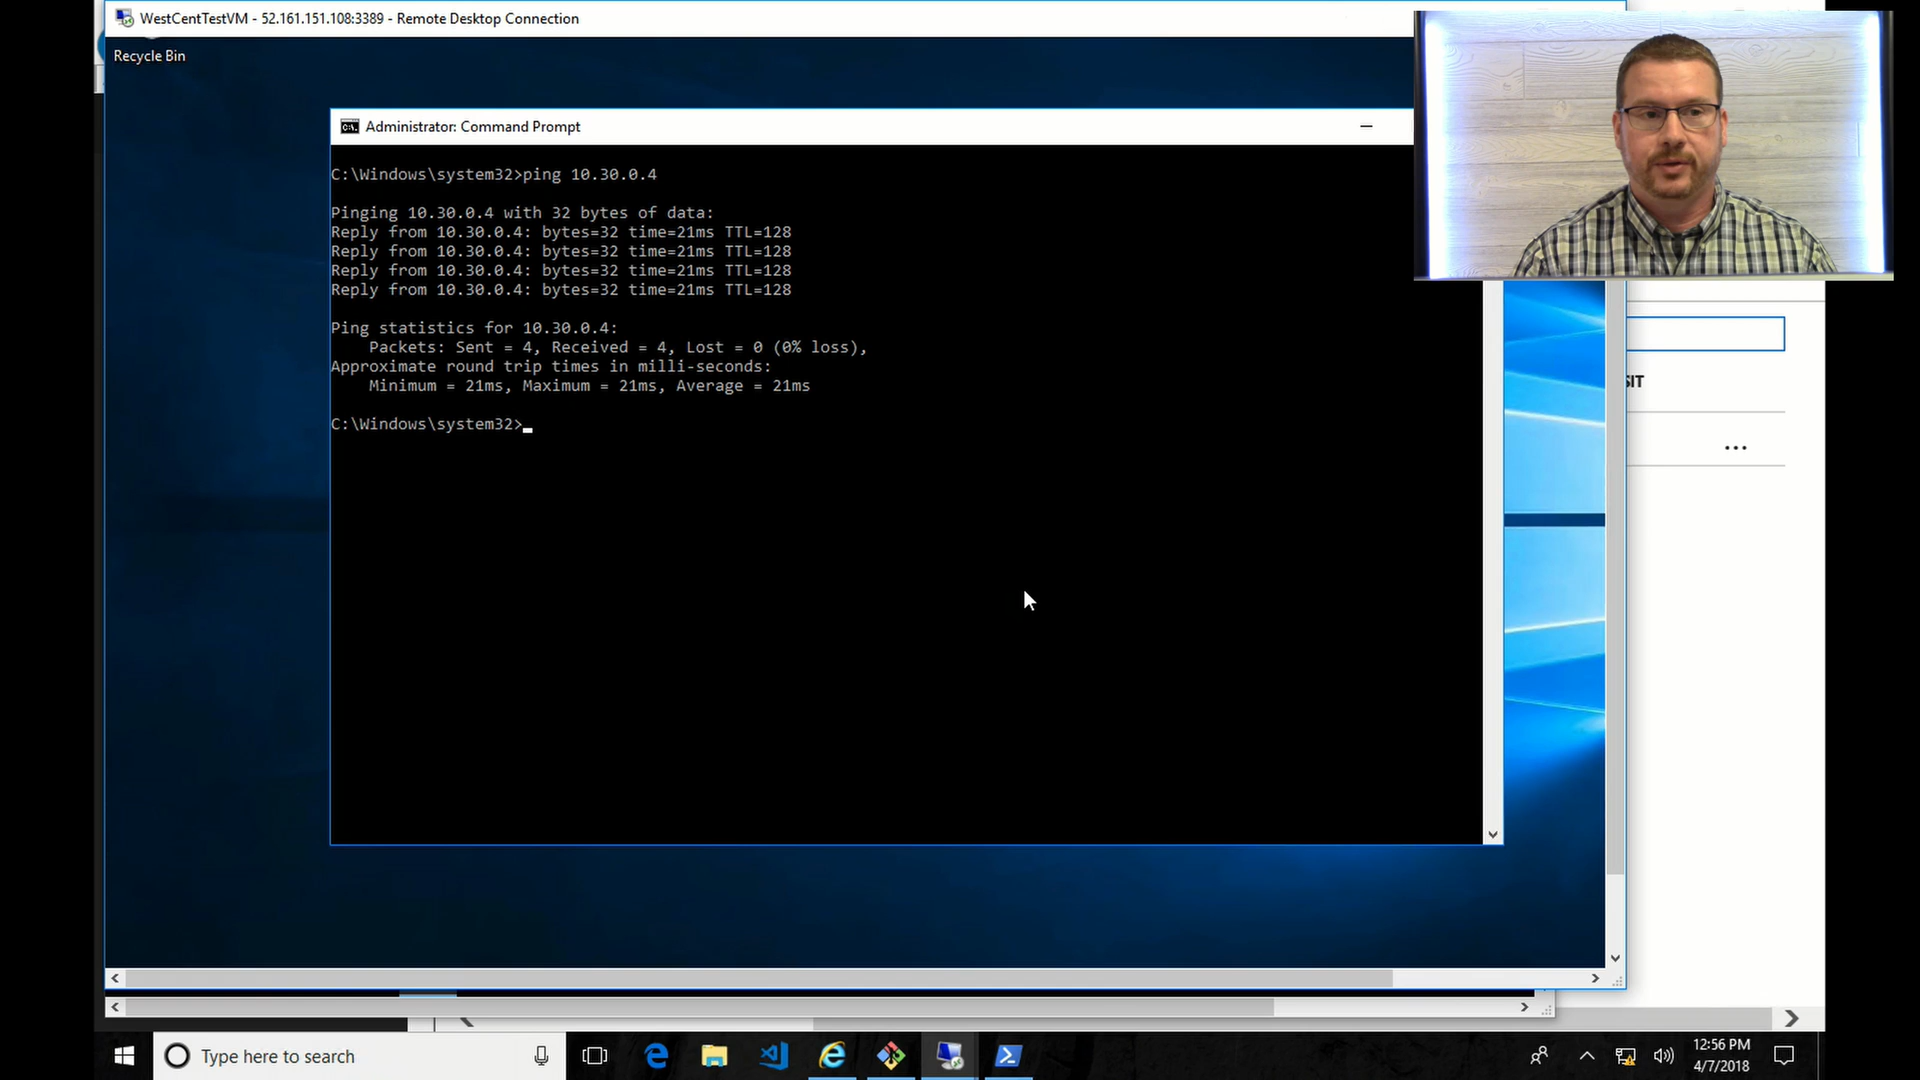 WestCentTestVM - 52.161.151.108:3389 - Remote Desktop Connection
Recycle Bin
Administrator: Command Prompt
C:\Windows\system32>ping 10.30.0.4
Pinging 10.30.0.4 with 32 bytes of data:
Reply from 10.30.0.4: bytes=32 time=21ms TTL=128
Reply from 10.30.0.4: bytes=32 time=21ms TTL=128
Reply from 10.30.0.4: bytes=32 time=21ms TTL=128
Reply from 10.30.0.4: bytes=32 time=21ms TTL=128
Ping statistics for 10.30.0.4:
Packets: Sent = 4, Received = 4, Lost = 0 (0% loss),
Approximate round trip times in milli-seconds:
Minimum = 21ms, Maximum = 21ms, Average = 21ms
C:\Windows\system32>
SIT
...
Type here to search
12:56 PM
4/7/2018